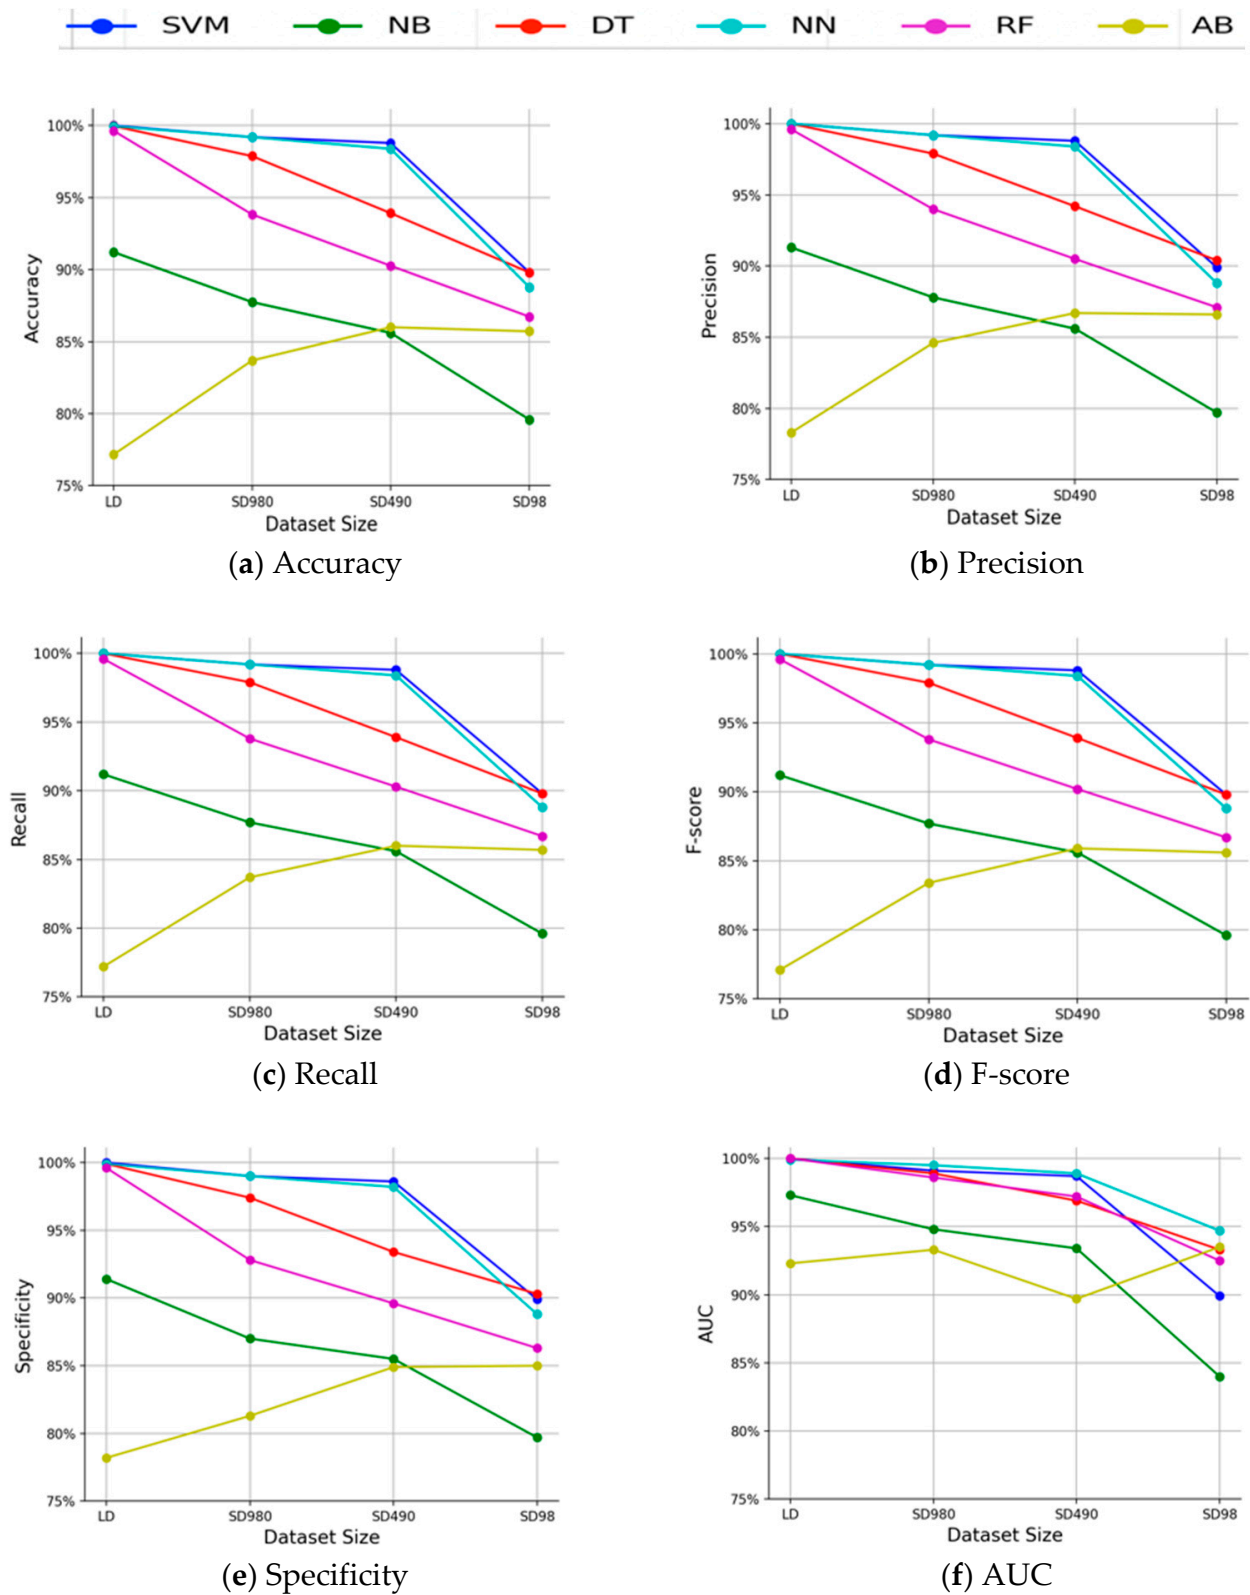 SVM NB DT NN RF AB
100%
95%
90%
85%
80%
75%
Accuracy
LD SD980 SD490 SD98
Dataset Size
(a) Accuracy
100%
95%
90%
85%
80%
75%
Precision
LD SD980 SD490 SD98
Dataset Size
(b) Precision
100%
95%
90%
85%
80%
75%
Recall
LD SD980 SD490 SD98
Dataset Size
(c) Recall
100%
95%
90%
85%
80%
75%
F-score
LD SD980 SD490 SD98
Dataset Size
(d) F-score
100%
95%
90%
85%
80%
75%
Specificity
LD SD980 SD490 SD98
Dataset Size
(e) Specificity
100%
95%
90%
85%
80%
75%
AUC
LD SD980 SD490 SD98
Dataset Size
(f) AUC